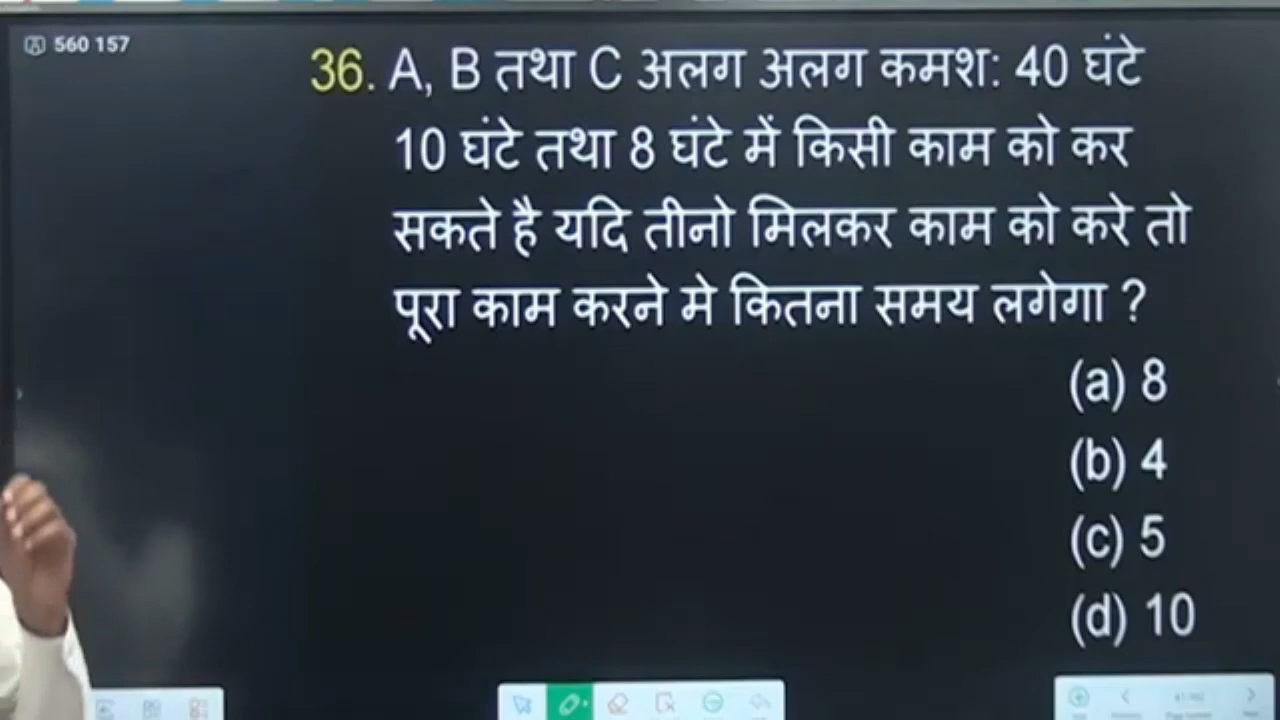 560 157
36. A, B तथा C अलग अलग कमश: 40 घंटे
10 घंटे तथा 8 घंटे में किसी काम को कर
सकते है यदि तीनो मिलकर काम को करे तो
पूरा काम करने मे कितना समय लगेगा ?
(a) 8
(b) 4
(c) 5
(d) 10